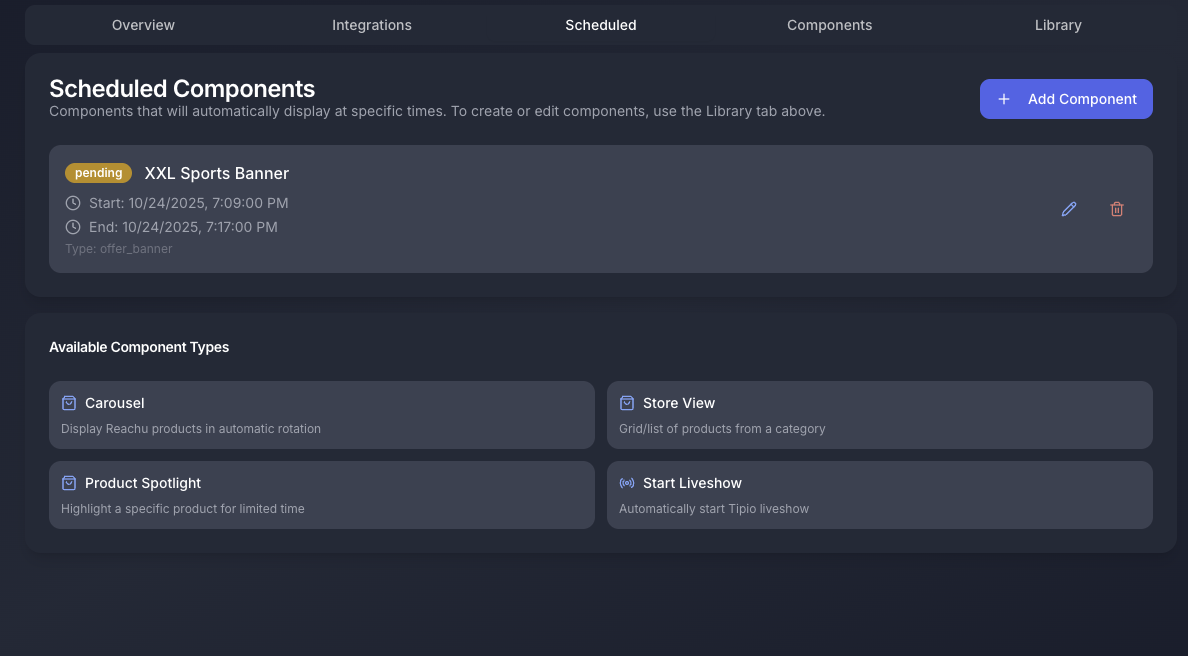 Overview Integrations Scheduled Components Library
Scheduled Components
Components that will automatically display at specific times. To create or edit components, use the Library tab above.
Add Component
pending XXL Sports Banner
Start: 10/24/2025, 7:09:00 PM
End: 10/24/2025, 7:17:00 PM
Type: offer_banner
Available Component Types
Carousel
Display Reachu products in automatic rotation
Store View
Grid/list of products from a category
Product Spotlight
Highlight a specific product for limited time
Start Liveshow
Automatically start Tipio liveshow